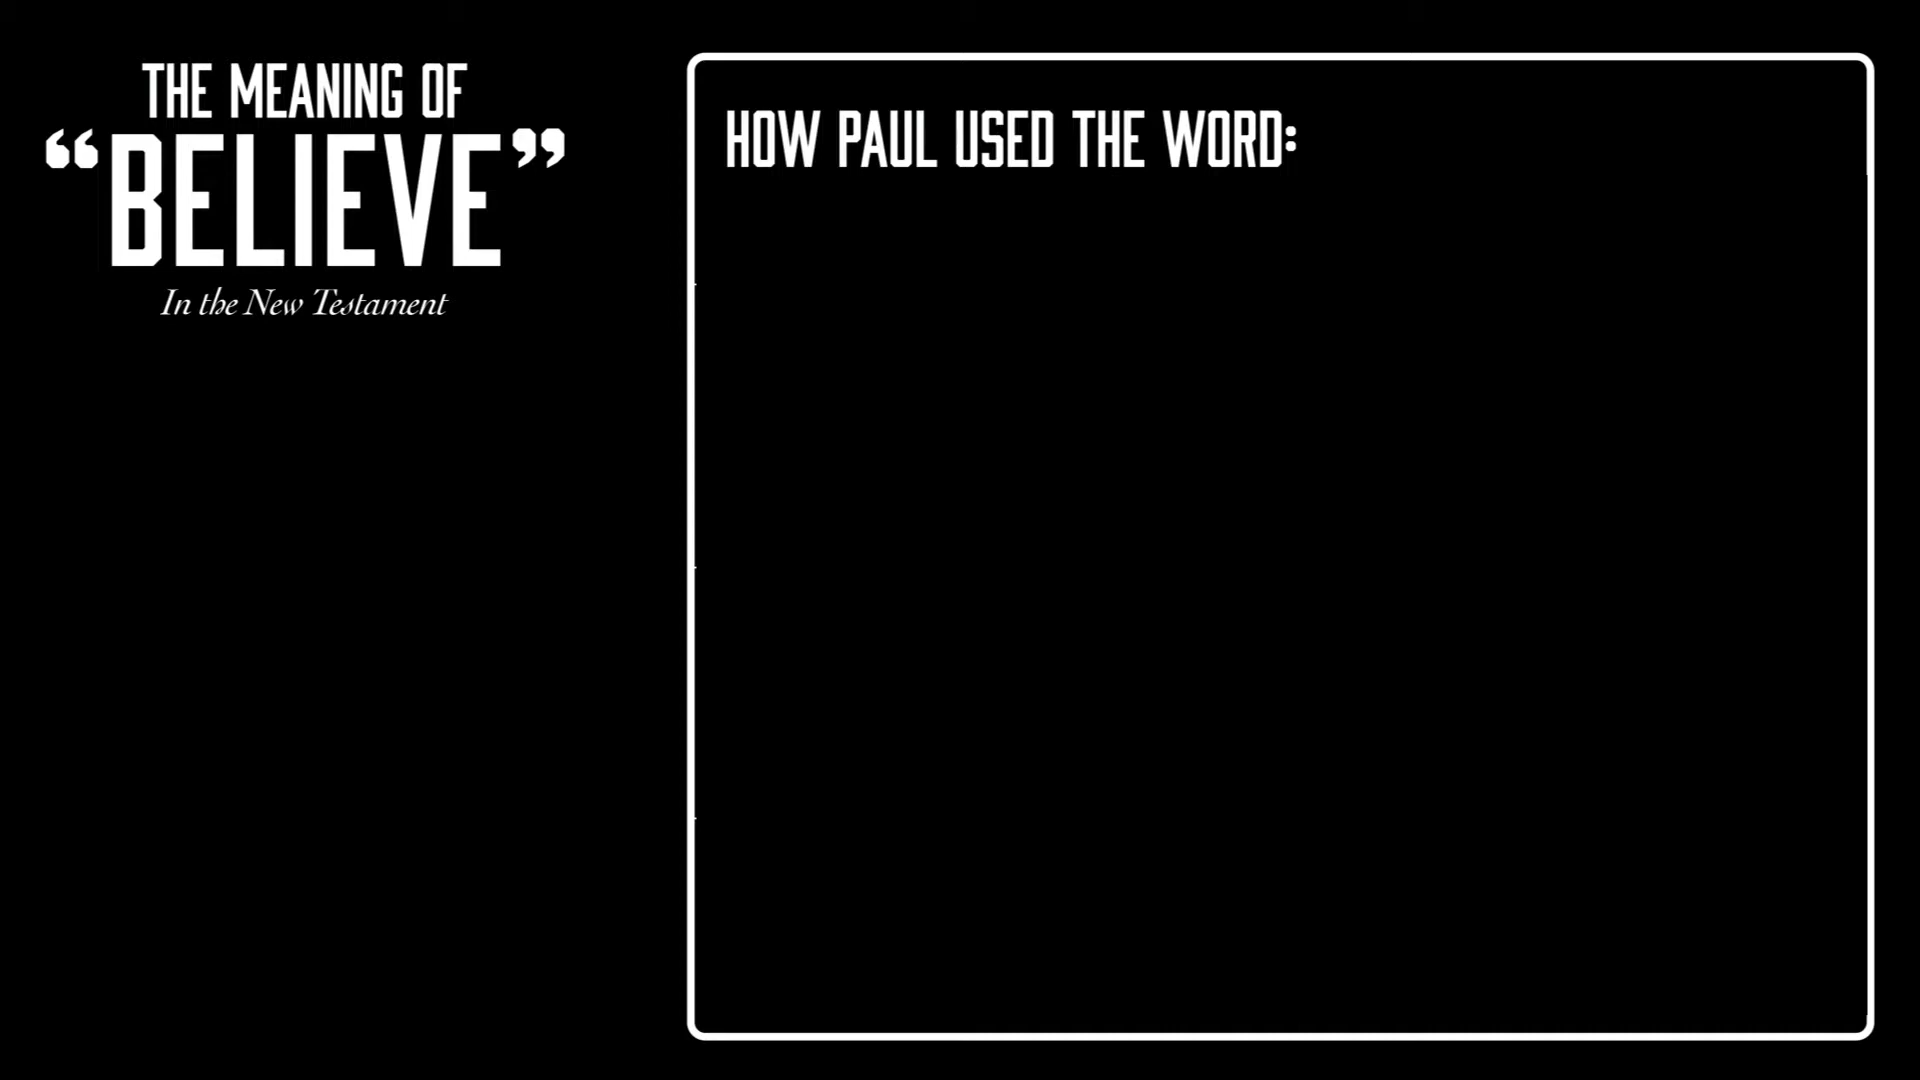 THE MEANING OF
“BELIEVE”
In the New Testament
HOW PAUL USED THE WORD: